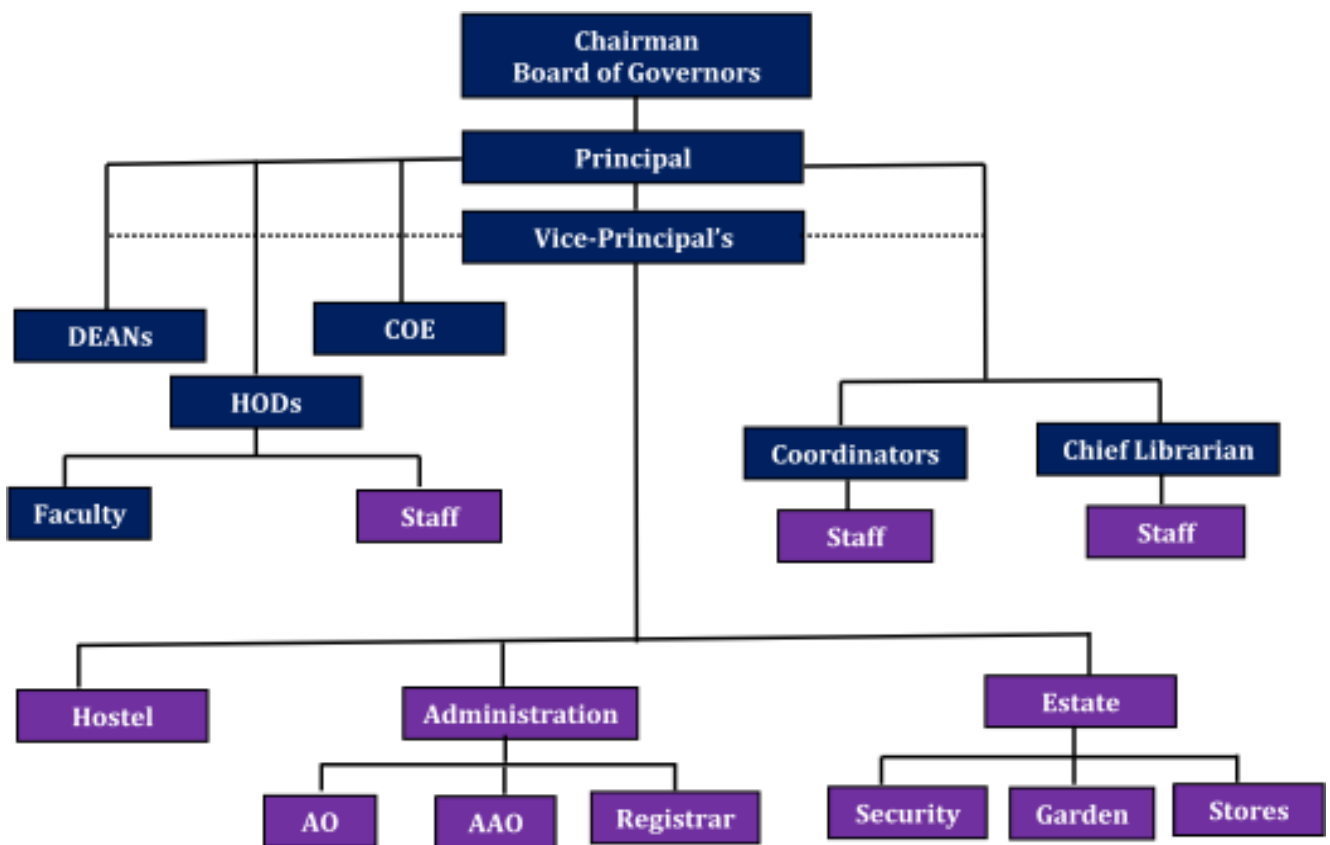 Chairman
Board of Governors
Principal
Vice-Principal's
DEANs
COE
HODs
Coordinators
Chief Librarian
Faculty
Staff
Staff
Staff
Hostel
Administration
Estate
AO
AAO
Registrar
Security
Garden
Stores